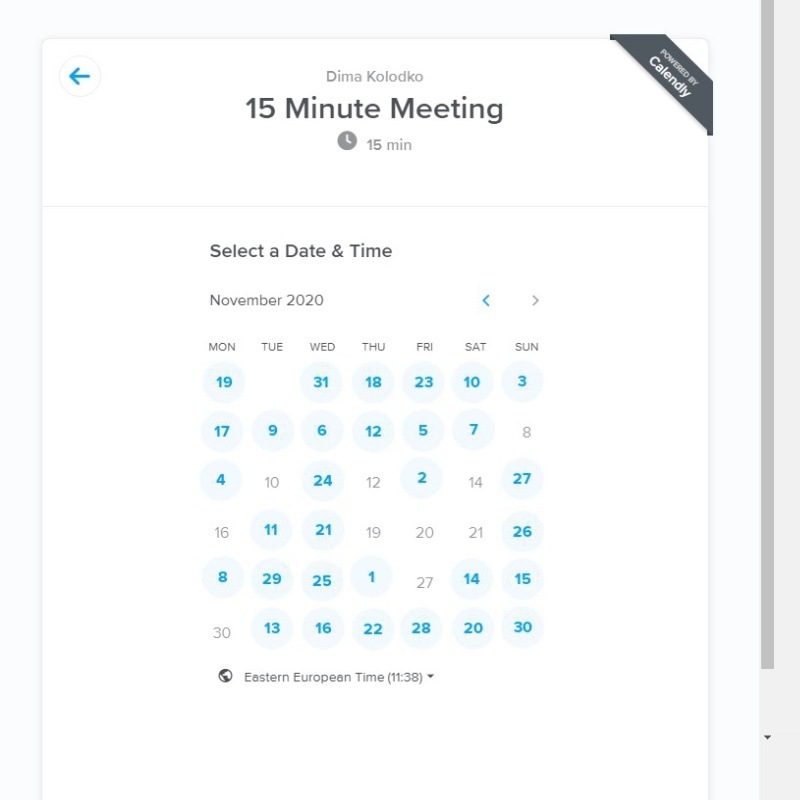 POWERED BY
Calendly
Dima Kolodko
15 Minute Meeting
15 min
Select a Date & Time
November 2020
MON TUE WED THU FRI SAT SUN
19 31 18 23 10 3
17 9 6 12 5 7 8
4 10 24 12 2 14 27
16 11 21 19 20 21 26
8 29 25 1 27 14 15
30 13 16 22 28 20 30
Eastern European Time (11:38)